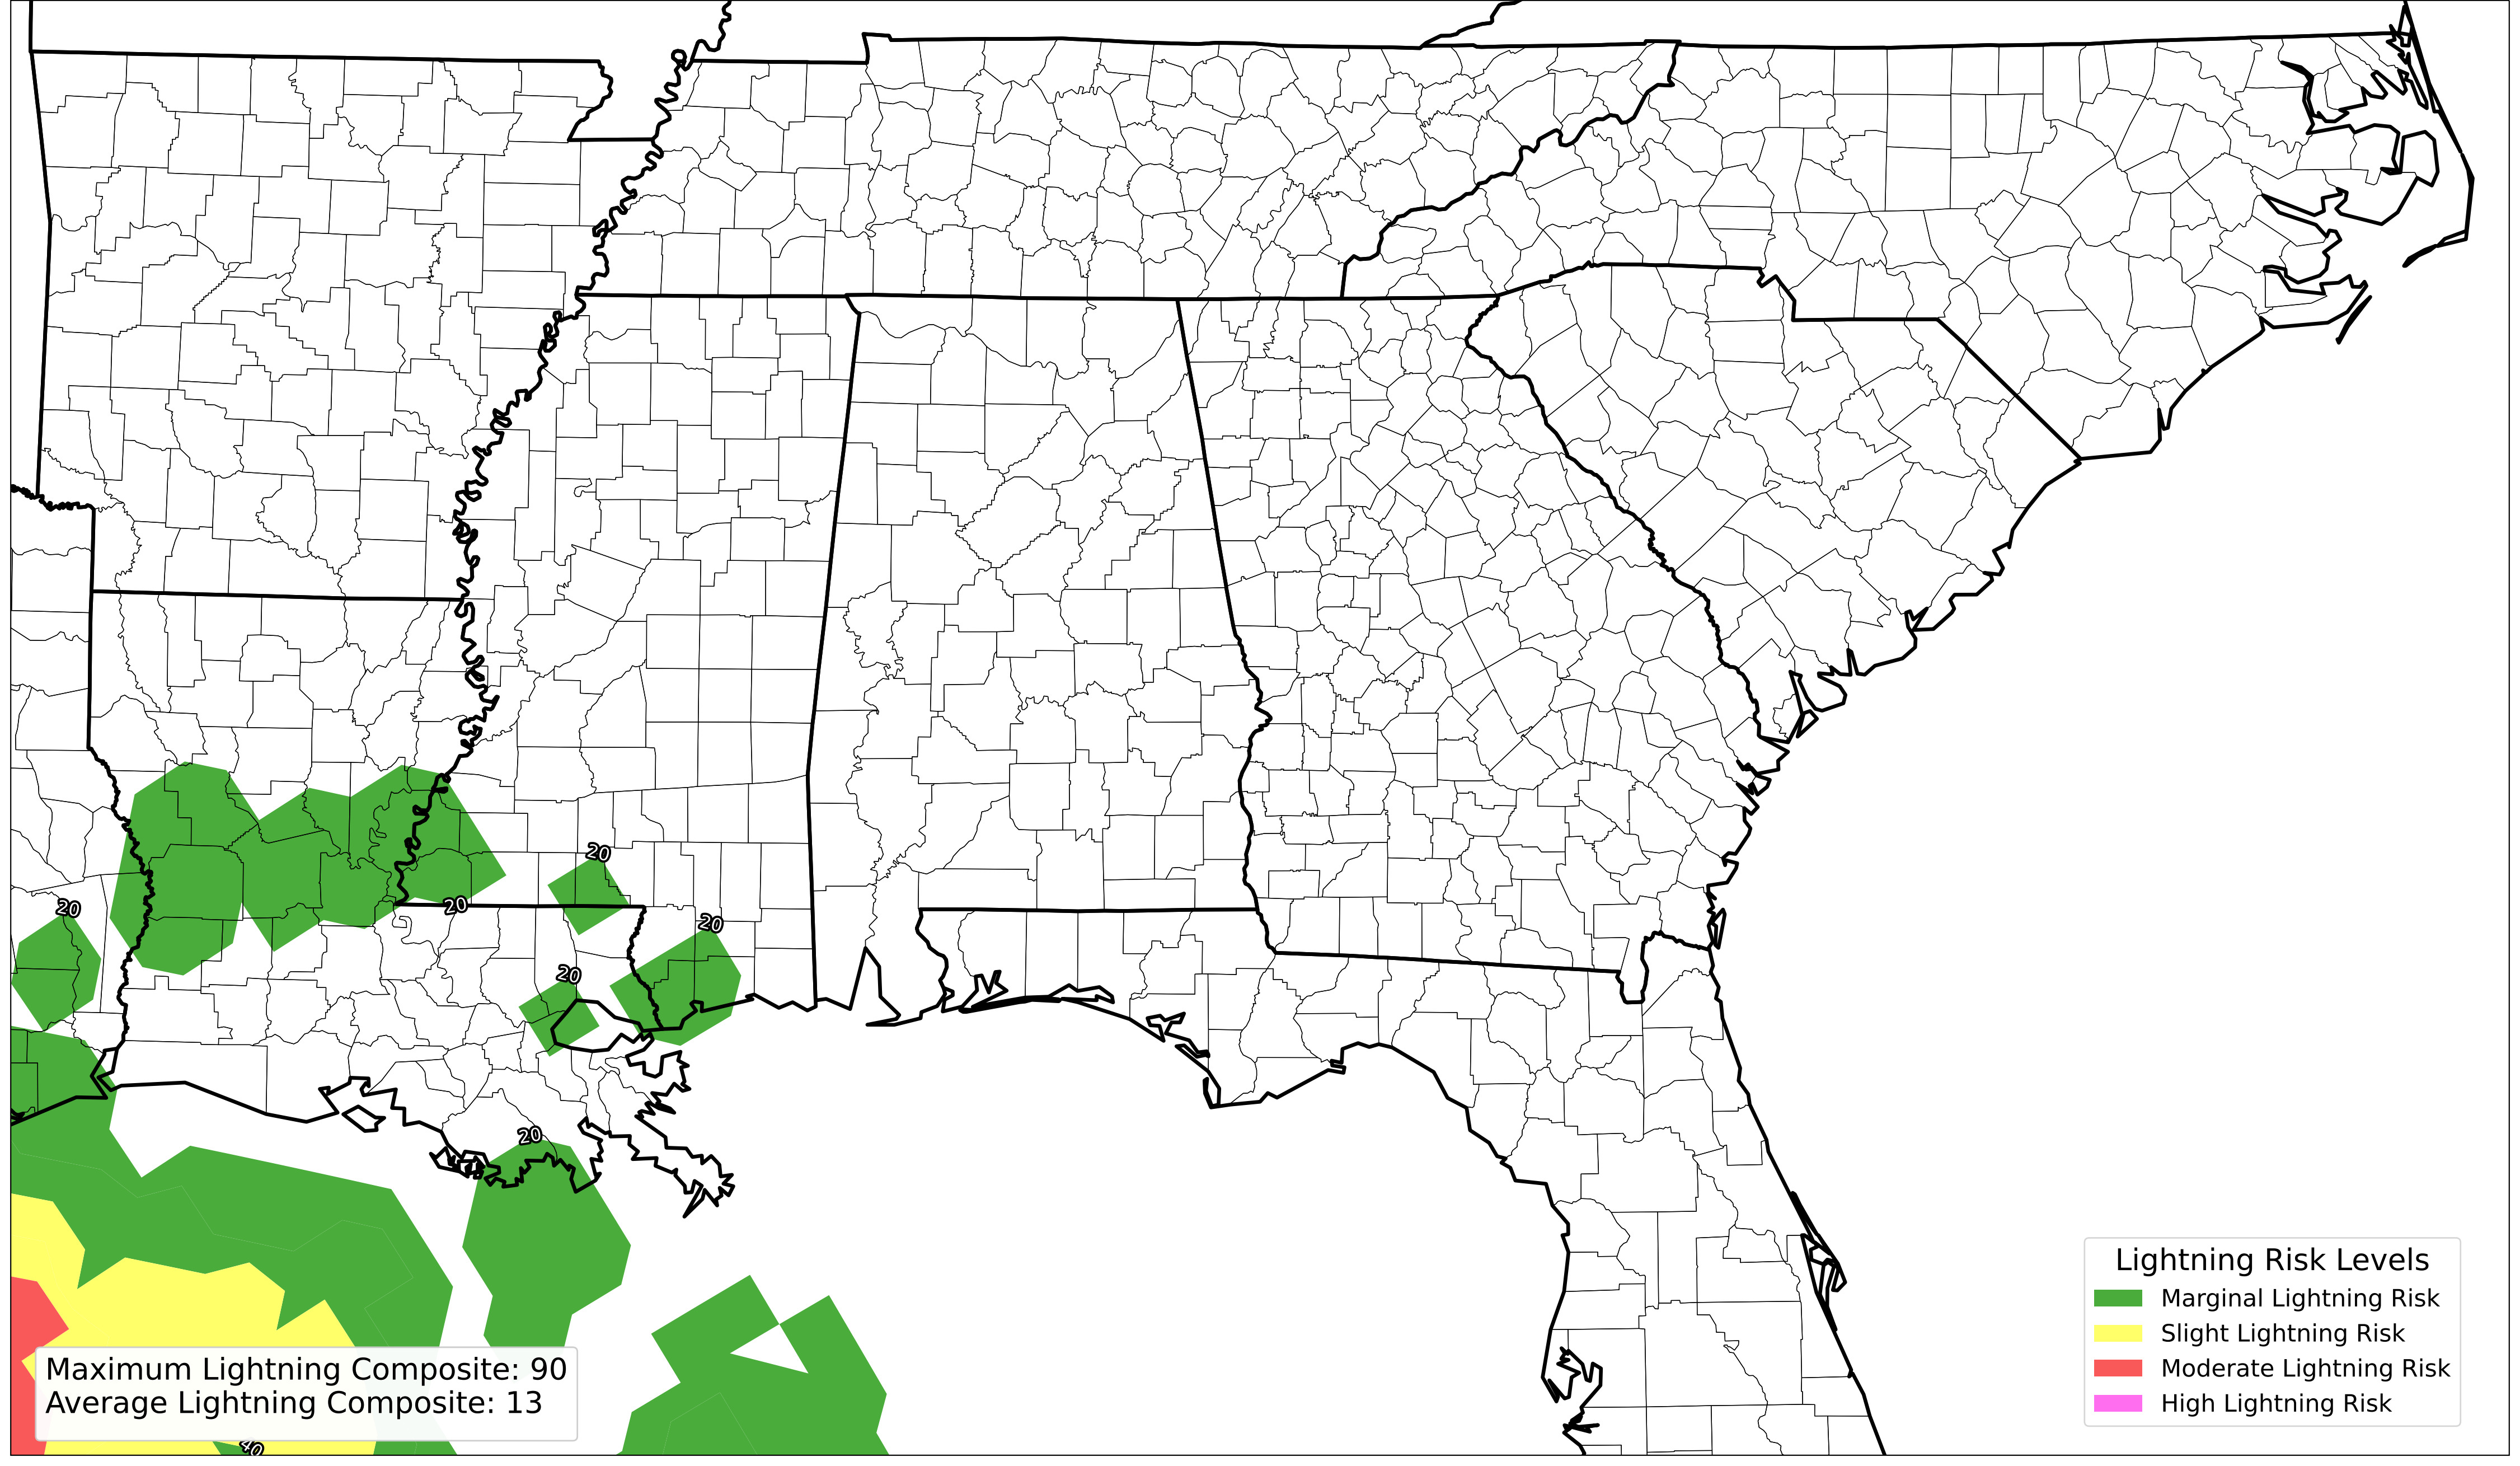 20
20
20
20
20
20
40
Maximum Lightning Composite: 90
Average Lightning Composite: 13
Lightning Risk Levels
Marginal Lightning Risk
Slight Lightning Risk
Moderate Lightning Risk
High Lightning Risk